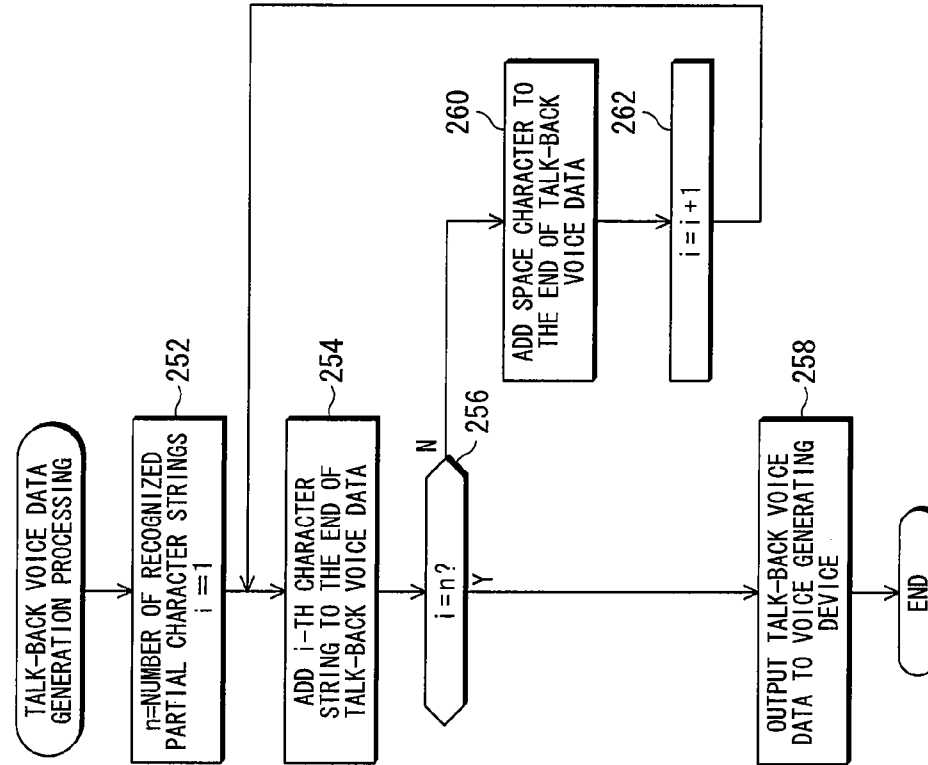 TALK-BACK VOICE DATA
GENERATION PROCESSING
252
n=NUMBER OF RECOGNIZED
PARTIAL CHARACTER STRINGS
i=1
254
ADD i-TH CHARACTER
STRING TO THE END OF
TALK-BACK VOICE DATA
256
i=n?
N
Y
260
ADD SPACE CHARACTER TO
THE END OF TALK-BACK
VOICE DATA
262
i=i+1
258
OUTPUT TALK-BACK VOICE
DATA TO VOICE GENERATING
DEVICE
END